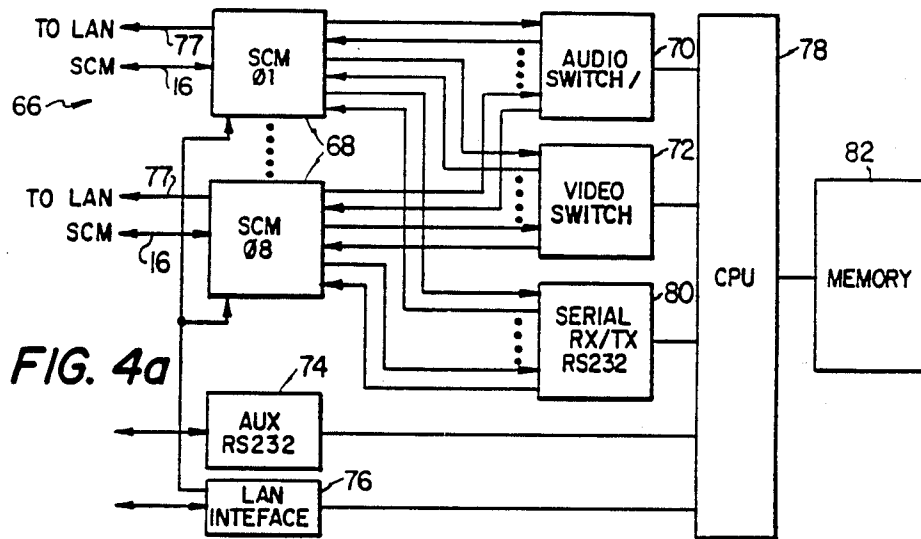 TO LAN
77
SCM
16
66
SCM
Ø1
68
TO LAN
77
SCM
16
SCM
Ø8
AUDIO
SWITCH /
70
VIDEO
SWITCH
72
SERIAL
RX/TX
RS232
80
CPU
78
MEMORY
82
FIG. 4a
AUX
RS232
74
LAN
INTEFACE
76